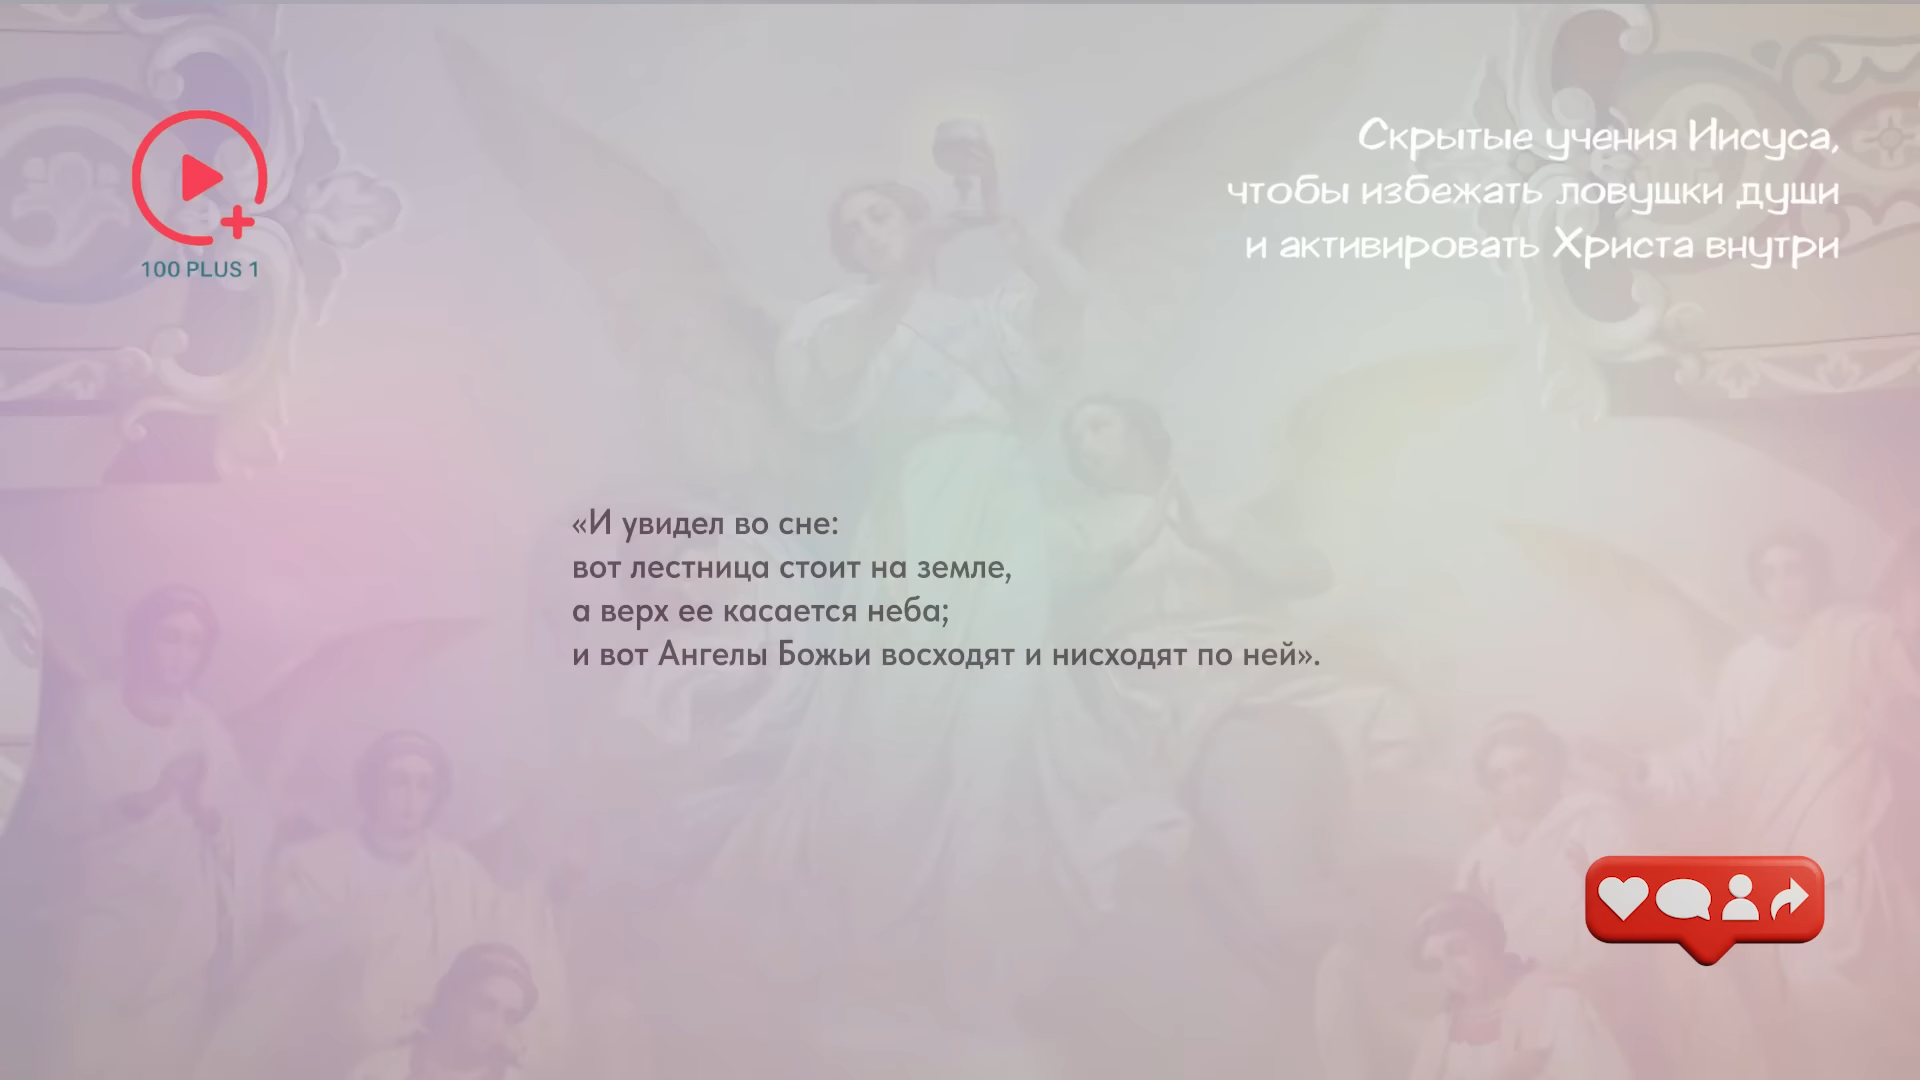 100 PLUS 1
Скрытые учения Иисуса,
чтобы избежать ловушки души
и активировать Христа внутри
«И увидел во сне:
вот лестница стоит на земле,
а верх ее касается неба;
и вот Ангелы Божьи восходят и нисходят по ней».